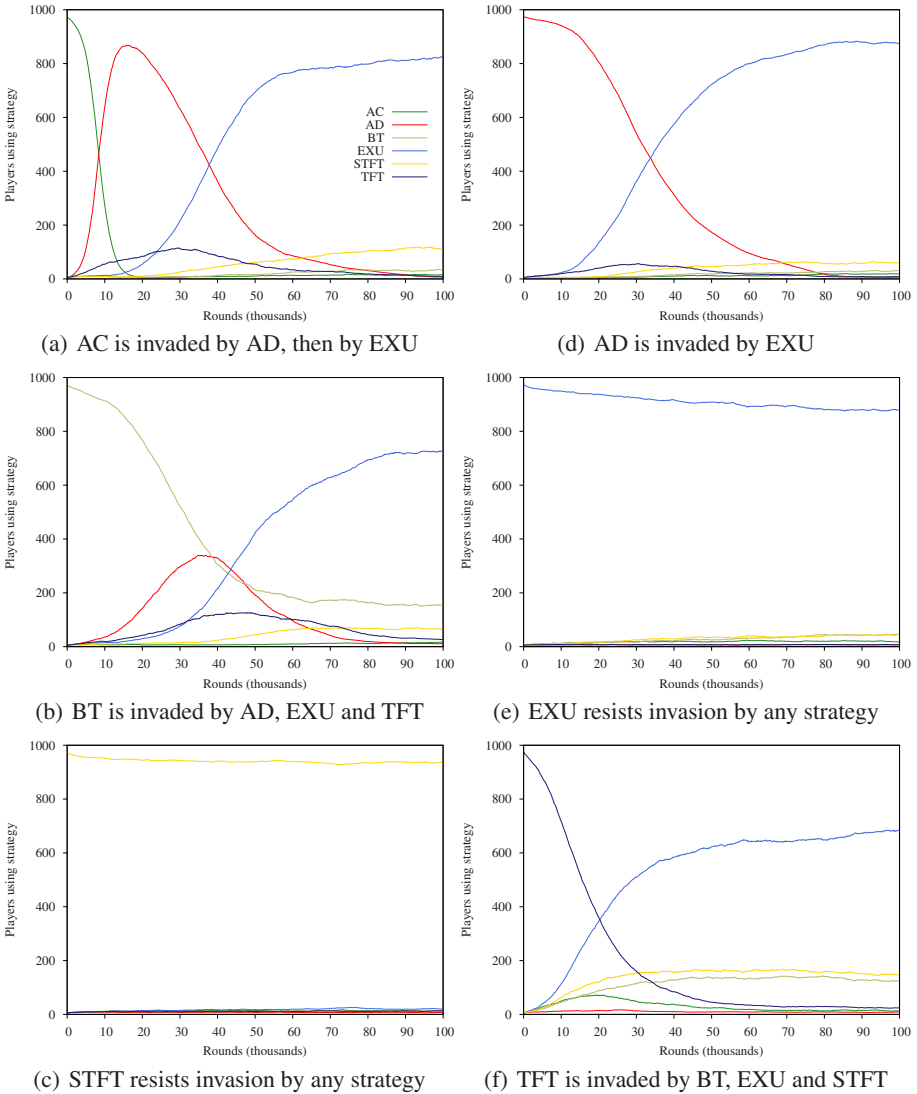 1000
800
600
400
200
0
Players using strategy
AC
AD
BT
EXU
STFT
TFT
0 10 20 30 40 50 60 70 80 90 100
Rounds (thousands)
(a) AC is invaded by AD, then by EXU
1000
800
600
400
200
0
Players using strategy
0 10 20 30 40 50 60 70 80 90 100
Rounds (thousands)
(d) AD is invaded by EXU
1000
800
600
400
200
0
Players using strategy
0 10 20 30 40 50 60 70 80 90 100
Rounds (thousands)
(b) BT is invaded by AD, EXU and TFT
1000
800
600
400
200
0
Players using strategy
0 10 20 30 40 50 60 70 80 90 100
Rounds (thousands)
(e) EXU resists invasion by any strategy
1000
800
600
400
200
0
Players using strategy
0 10 20 30 40 50 60 70 80 90 100
Rounds (thousands)
(c) STFT resists invasion by any strategy
1000
800
600
400
200
0
Players using strategy
0 10 20 30 40 50 60 70 80 90 100
Rounds (thousands)
(f) TFT is invaded by BT, EXU and STFT